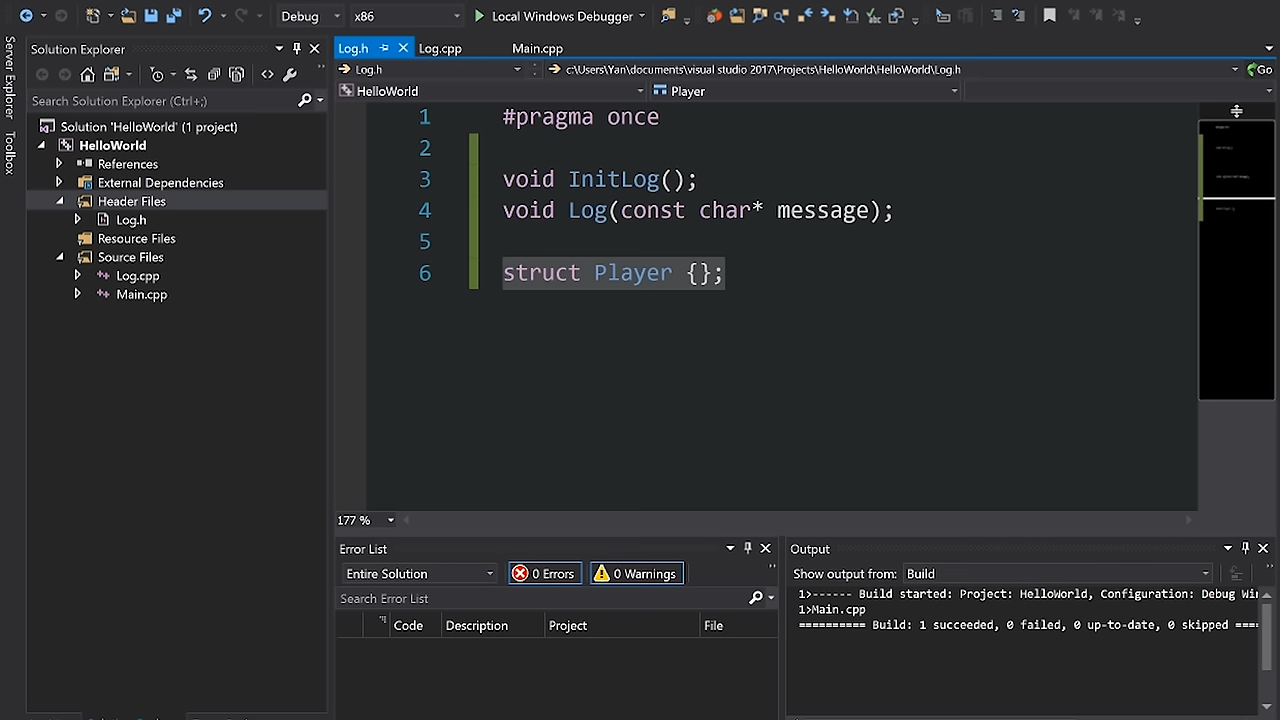 Debug x86 Local Windows Debugger
Server Explorer
Toolbox
Solution Explorer
Search Solution Explorer (Ctrl+;)
Solution 'HelloWorld' (1 project)
HelloWorld
References
External Dependencies
Header Files
Log.h
Resource Files
Source Files
Log.cpp
Main.cpp
Log.h Log.cpp Main.cpp
Log.h c:\Users\Yan\documents\visual studio 2017\Projects\HelloWorld\HelloWorld\Log.h Go
HelloWorld Player
1 #pragma once
2
3 void InitLog();
4 void Log(const char* message);
5
6 struct Player {};
177 %
Error List
Entire Solution 0 Errors 0 Warnings
Search Error List
Code Description Project File
Output
Show output from: Build
1>------ Build started: Project: HelloWorld, Configuration: Debug Wi
1>Main.cpp
========== Build: 1 succeeded, 0 failed, 0 up-to-date, 0 skipped ====